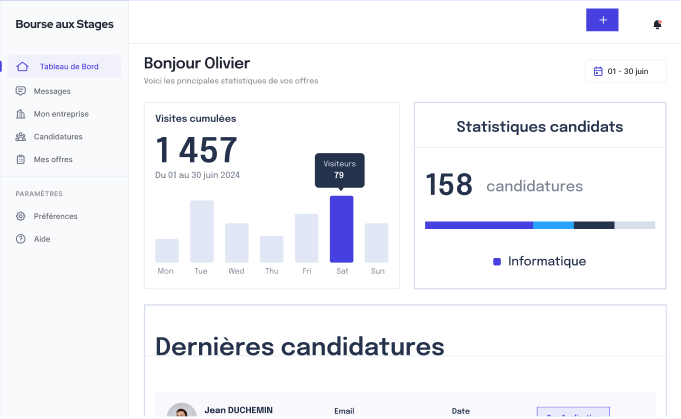 Bourse aux Stages
+
Tableau de Bord
Messages
Mon entreprise
Candidatures
Mes offres
PARAMÈTRES
Préférences
Aide
Bonjour Olivier
Voici les principales statistiques de vos offres
01 - 30 juin
Visites cumulées
1 457
Du 01 au 30 juin 2024
Visiteurs
79
Mon Tue Wed Thu Fri Sat Sun
Statistiques candidats
158 candidatures
Informatique
Dernières candidatures
Jean DUCHEMIN Email Date